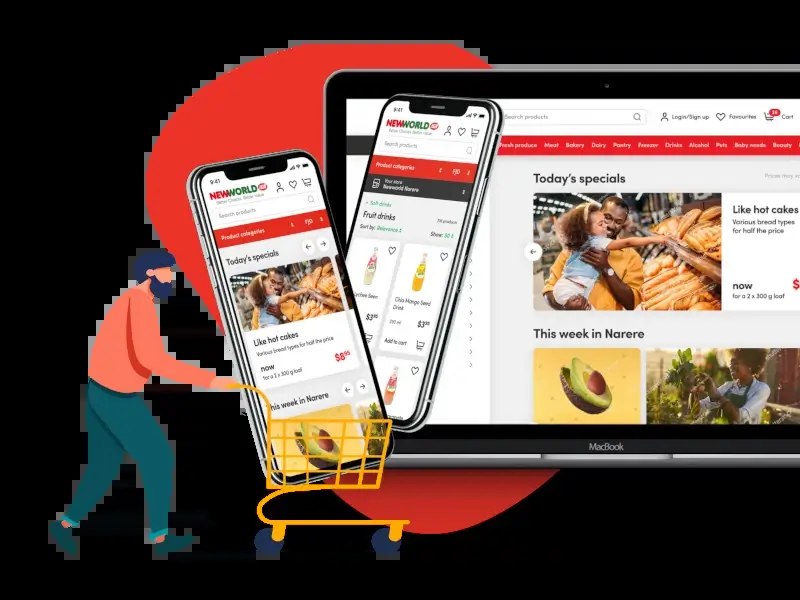 9:41
NEWWORLD
Better Choices. Better Value.
Search products
Product categories
Today's specials
Like hot cakes
Various bread types for half the price
now
for a 2 x 300 g loaf
$8
This week in Narere
9:41
NEWWORLD
Better Choices. Better Value.
Search products
Product categories
Your store
Newworld Narere
Soft drinks
Fruit drinks
Sort by: Relevance
Show: 50
$3
Chia Mango Seed
Drink
$3
Add to cart
Search products
Login/Sign up
Favourites
Cart
Fresh produce Meat Bakery Dairy Pantry Freezer Drinks Alcohol Pets Baby needs Beauty
Today's specials
Prices may
Like hot cakes
Various bread types
for half the price
now
for a 2 x 300 g loaf
$
This week in Narere
MacBook